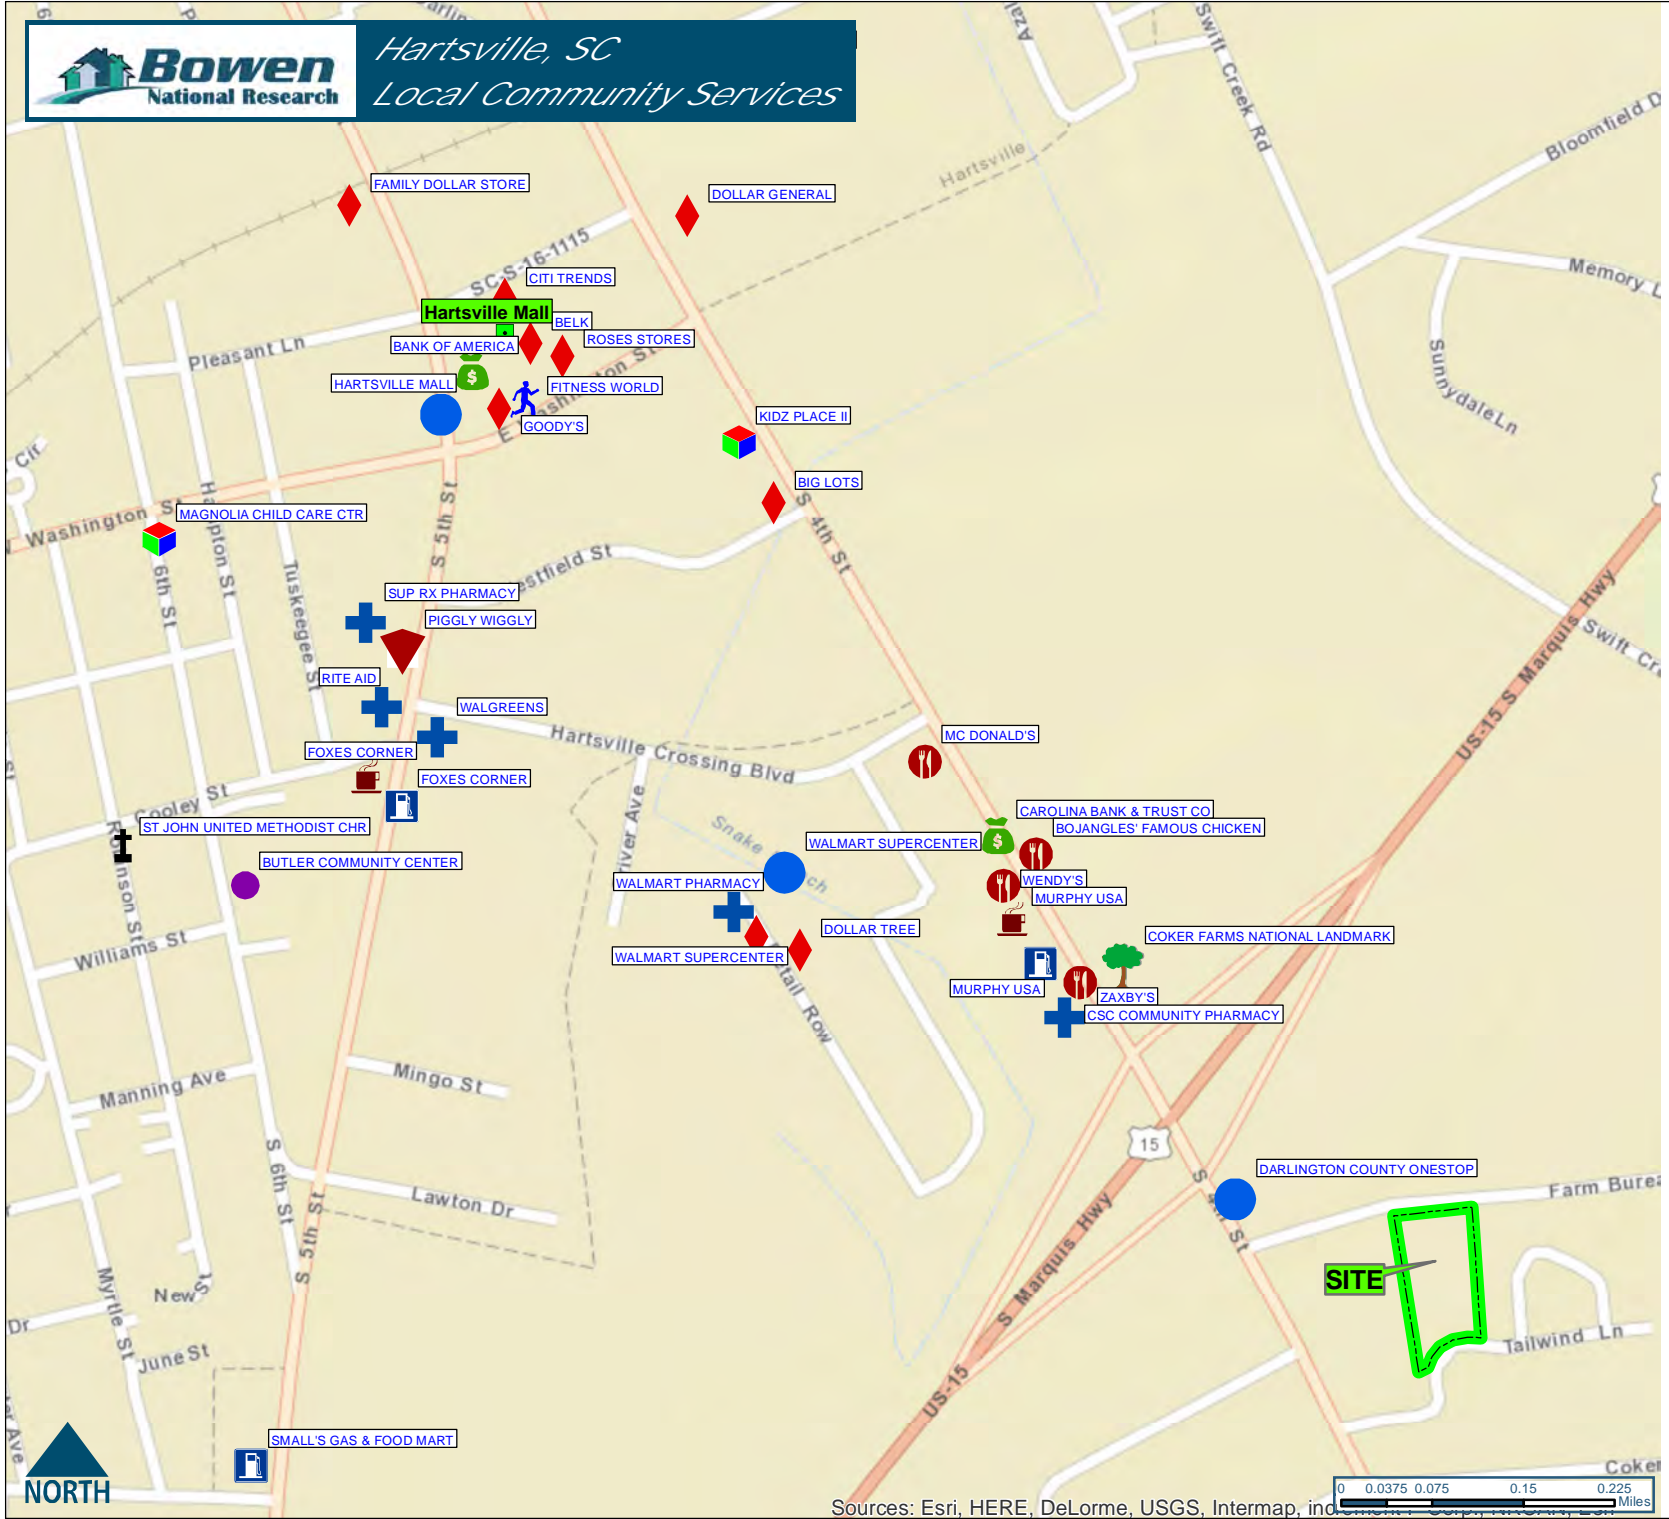 Bowen
National Research
Hartsville, SC
Local Community Services
Swift Creek Rd
Bloomfield
Hartsville
FAMILY DOLLAR STORE
DOLLAR GENERAL
SC-S-16-1115
CITI TRENDS
Memory
Hartsville Mall
BELK
ROSES STORES
BANK OF AMERICA
Pleasant Ln
HARTSVILLE MALL
FITNESS WORLD
GOODY'S
Sunnydale Ln
KIDZ PLACE II
Cir
BIG LOTS
Washington St
MAGNOLIA CHILD CARE CTR
S 5th St
S 4th St
6th St
Tuskegee St
SUP RX PHARMACY
PIGGLY WIGGLY
US-15 S Marquis Hwy
RITE AID
WALGREENS
Hartsville Crossing Blvd
MC DONALD'S
FOXES CORNER
FOXES CORNER
Cooley St
ST JOHN UNITED METHODIST CHR
BUTLER COMMUNITY CENTER
CAROLINA BANK & TRUST CO
BOJANGLES' FAMOUS CHICKEN
WALMART SUPERCENTER
WALMART PHARMACY
WENDY'S
MURPHY USA
DOLLAR TREE
COKER FARMS NATIONAL LANDMARK
WALMART SUPERCENTER
MURPHY USA
ZAXBY'S
CSC COMMUNITY PHARMACY
Williams St
Row
Manning Ave
Mingo St
15
S 6th St
Lawton Dr
S 5th St
DARLINGTON COUNTY ONESTOP
S 4th St
Farm
S Marquis Hwy
SITE
New St
Myrtle St
Dr
June St
Tailwind Ln
US-15
Ave
SMALL'S GAS & FOOD MART
NORTH
Coker
0 0.0375 0.075 0.15 0.225
Miles
Sources: Esri, HERE, DeLorme, USGS, Intermap,